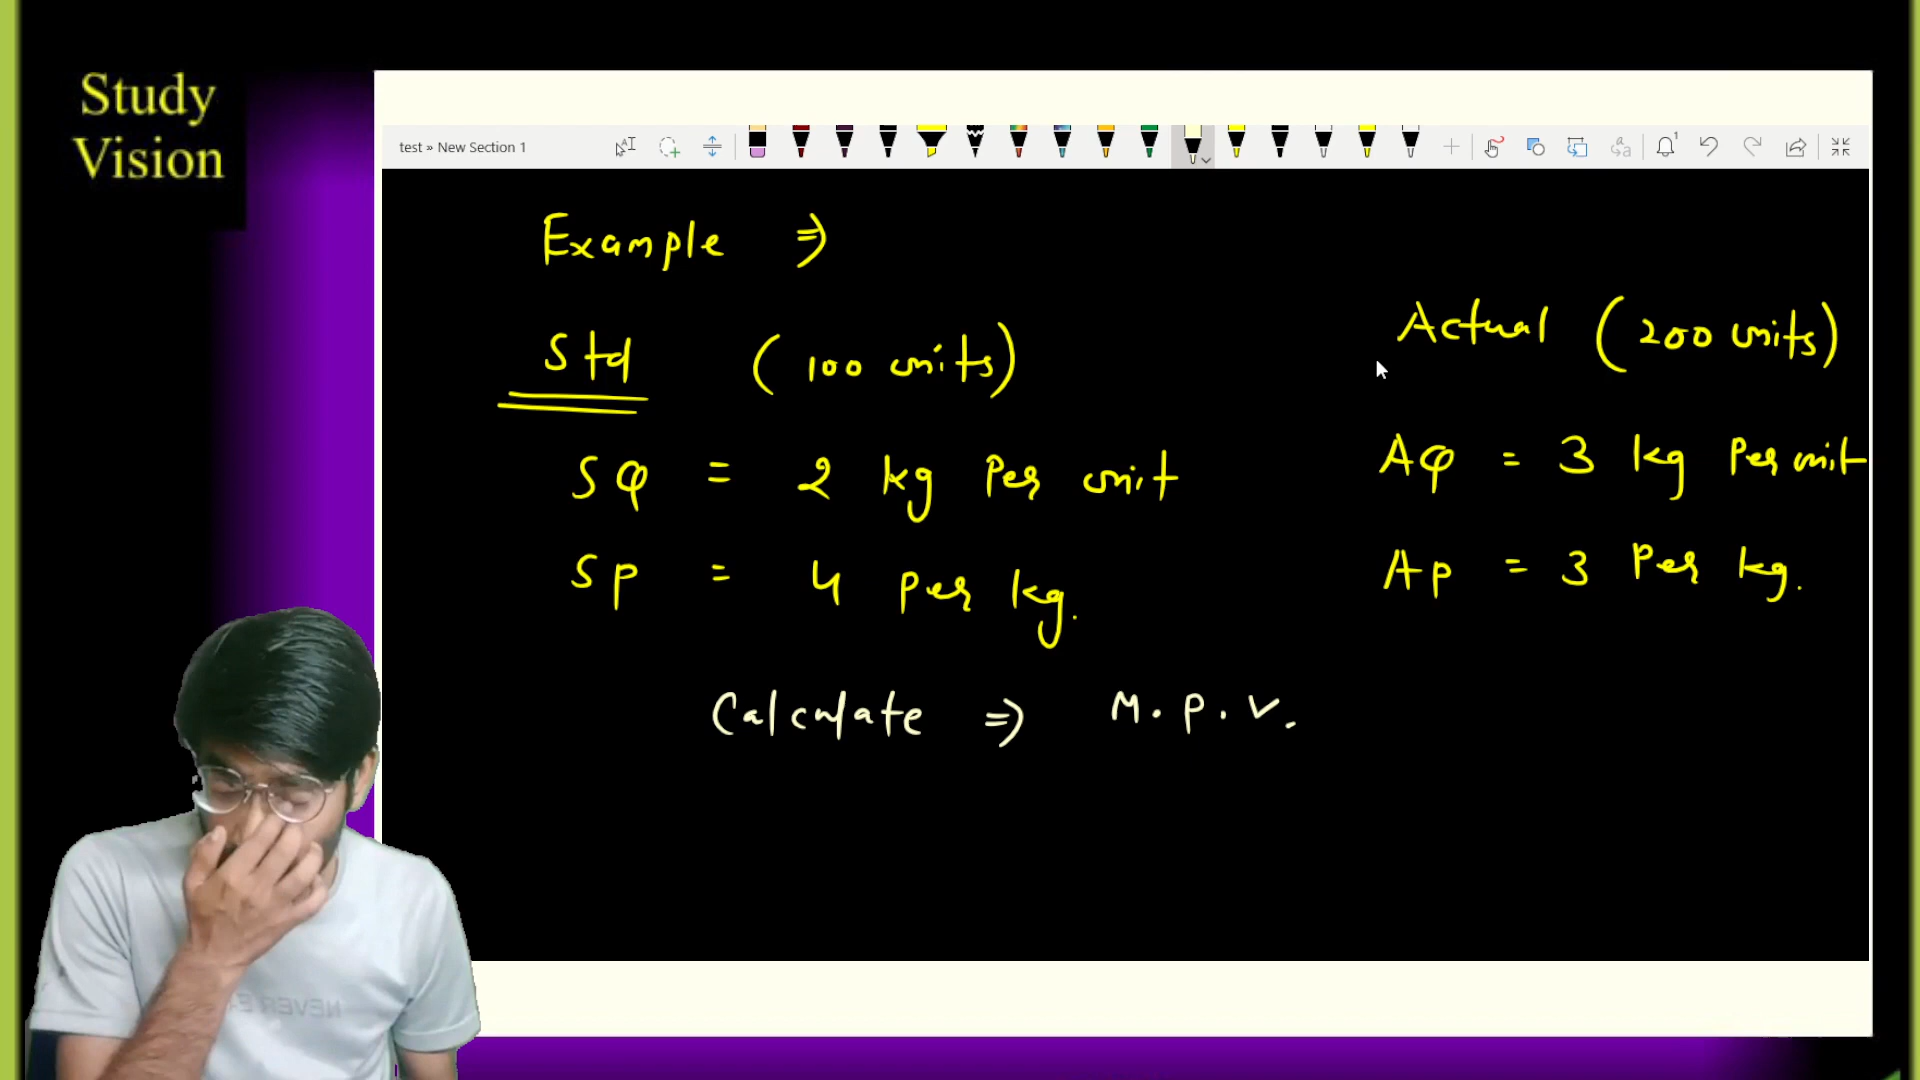 Study
Vision
test » New Section 1
Example ⇒
Std (100 units)
SQ = 2 kg Per unit
SP = 4 per kg.
Actual (200 units)
AQ = 3 kg Per unit
AP = 3 Per kg.
Calculate ⇒ M.P.V.